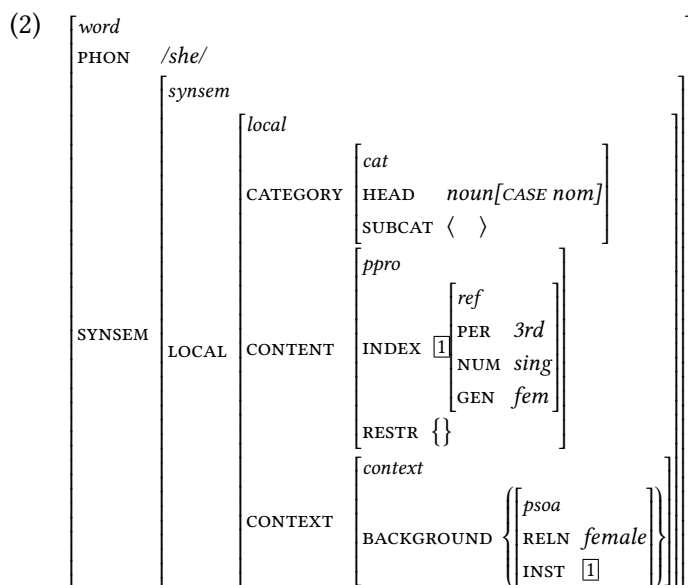 (2)
word
PHON /she/
synsem
local
cat
CATEGORY HEAD noun[CASE nom]
SUBCAT ⟨ ⟩
ppro
ref
PER 3rd
SYNSEM LOCAL CONTENT INDEX 1 NUM sing
GEN fem
RESTR {}
context
psoa
CONTEXT BACKGROUND { RELN female }
INST 1